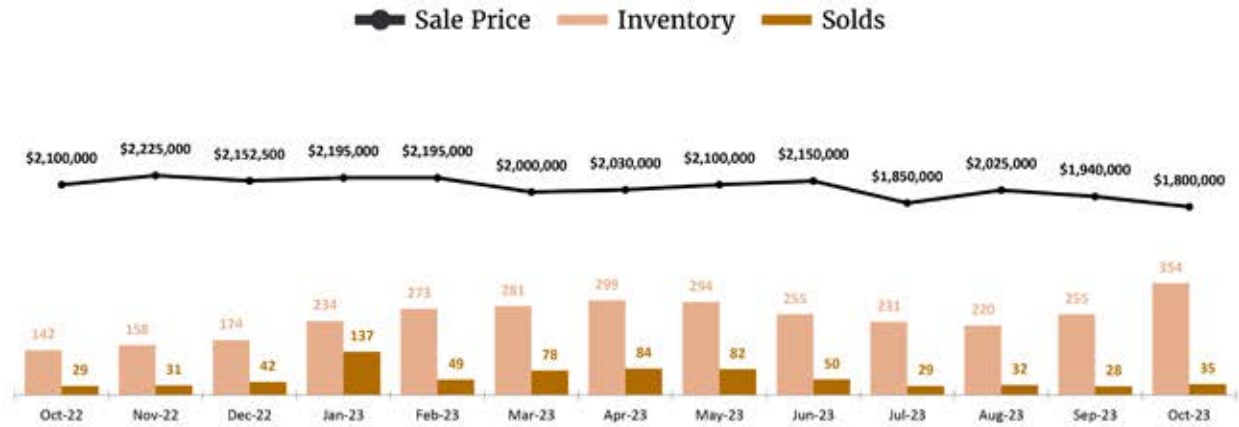 Sale Price Inventory Solds
$2,100,000 $2,225,000 $2,152,500 $2,195,000 $2,195,000 $2,000,000 $2,030,000 $2,100,000 $2,150,000 $1,850,000 $2,025,000 $1,940,000 $1,800,000
142 158 174 234 273 281 299 294 255 231 220 255 354
29 31 42 137 49 78 84 82 50 29 32 28 35
Oct-22 Nov-22 Dec-22 Jan-23 Feb-23 Mar-23 Apr-23 May-23 Jun-23 Jul-23 Aug-23 Sep-23 Oct-23